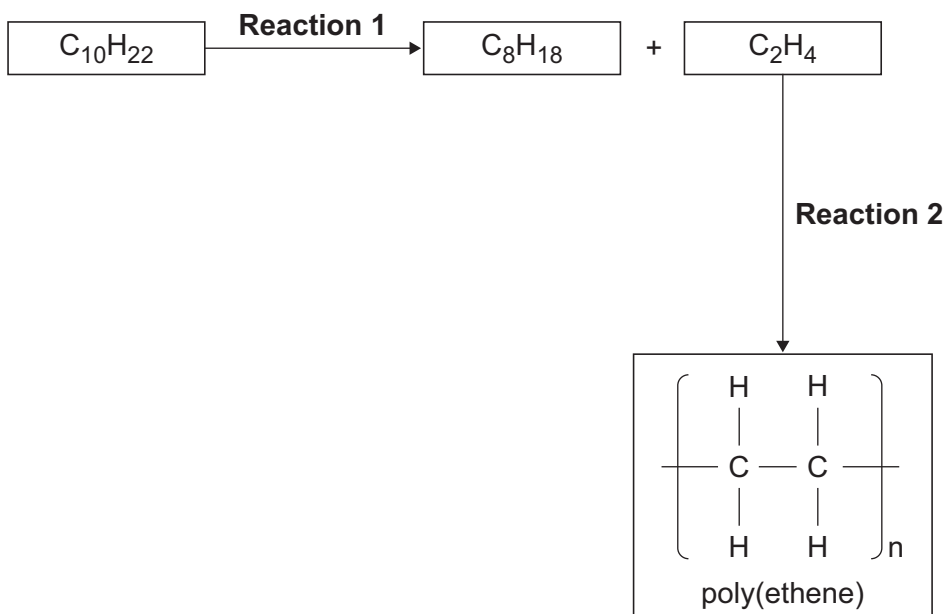 Reaction 1
C₁₀H₂₂ C₈H₁₈ + C₂H₄
Reaction 2
H H
C C
H H n
poly(ethene)